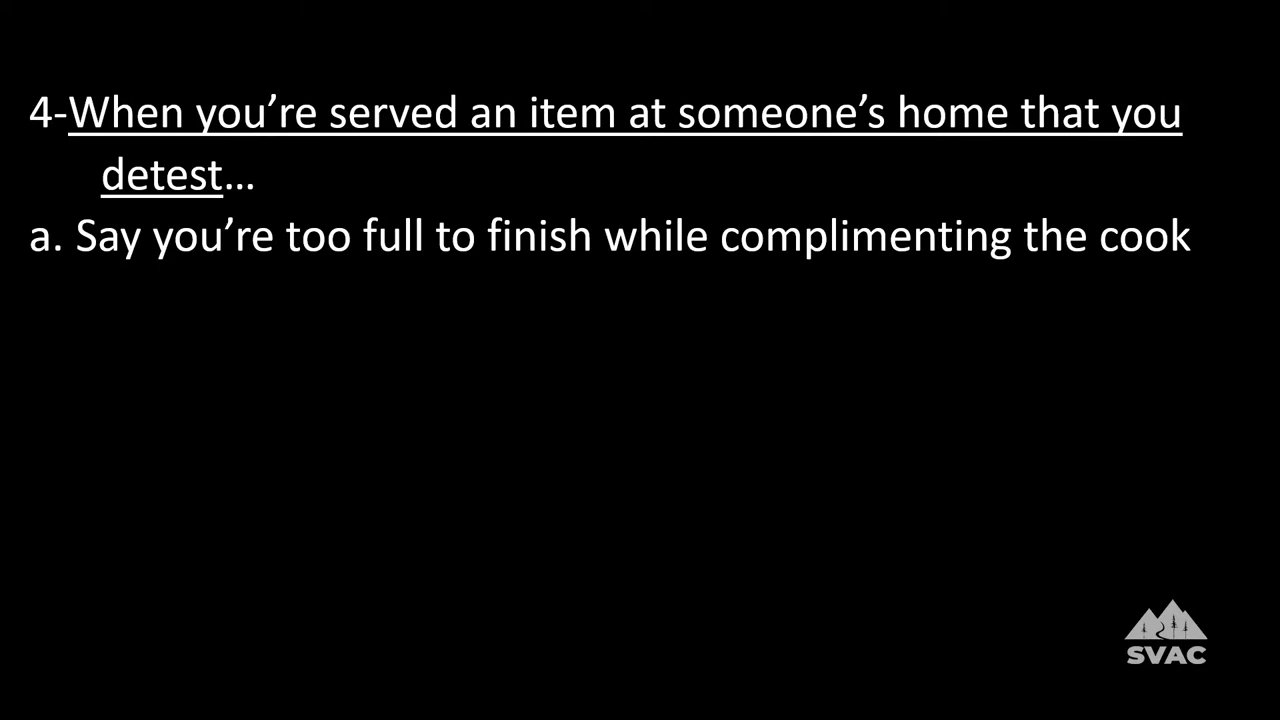 4-When you’re served an item at someone’s home that you
detest…
a. Say you’re too full to finish while complimenting the cook
SVAC